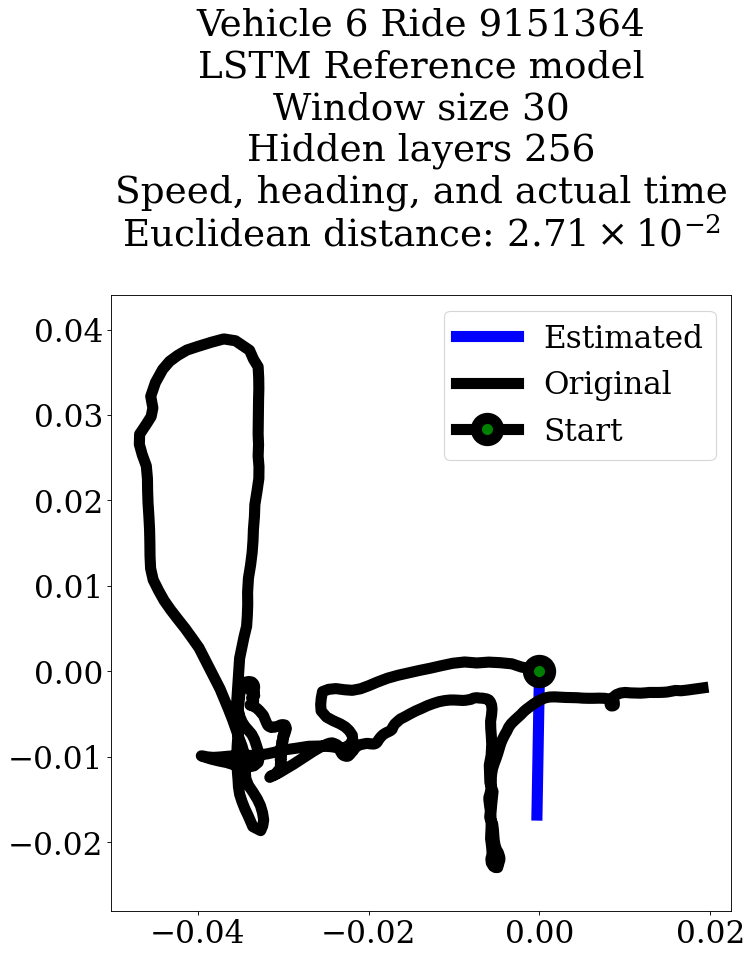 Vehicle 6 Ride 9151364
LSTM Reference model
Window size 30
Hidden layers 256
Speed, heading, and actual time
Euclidean distance: 2.71 × 10⁻²
Estimated
Original
Start
0.04
0.03
0.02
0.01
0.00
−0.01
−0.02
−0.04 −0.02 0.00 0.02